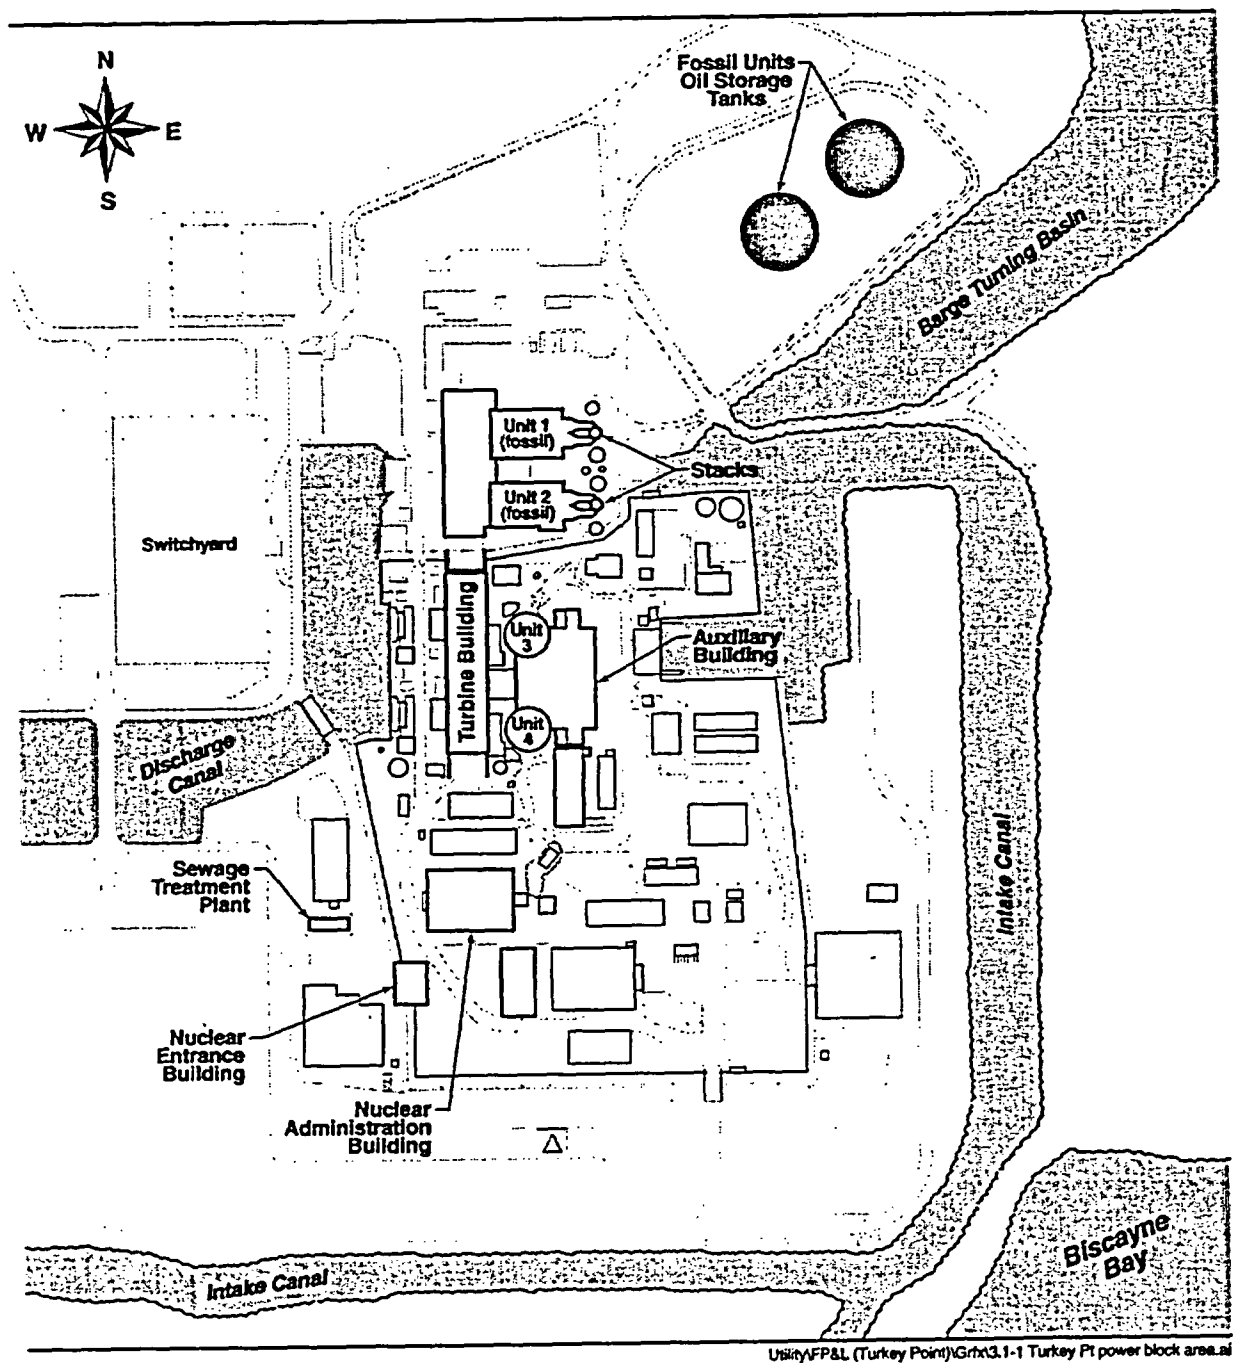 N
W E
S
Fossil Units
Oil Storage
Tanks
Barge Turning Basin
Unit 1
(fossil)
Stacks
Unit 2
(fossil)
Switchyard
Turbine Building
Unit
3
Auxiliary
Building
Unit
4
Discharge
Canal
Intake Canal
Sewage
Treatment
Plant
Nuclear
Entrance
Building
Nuclear
Administration
Building
Biscayne
Bay
Intake Canal
Utility\FP&L (Turkey Point)\Grfx\3.1-1 Turkey Pt power block area.ai